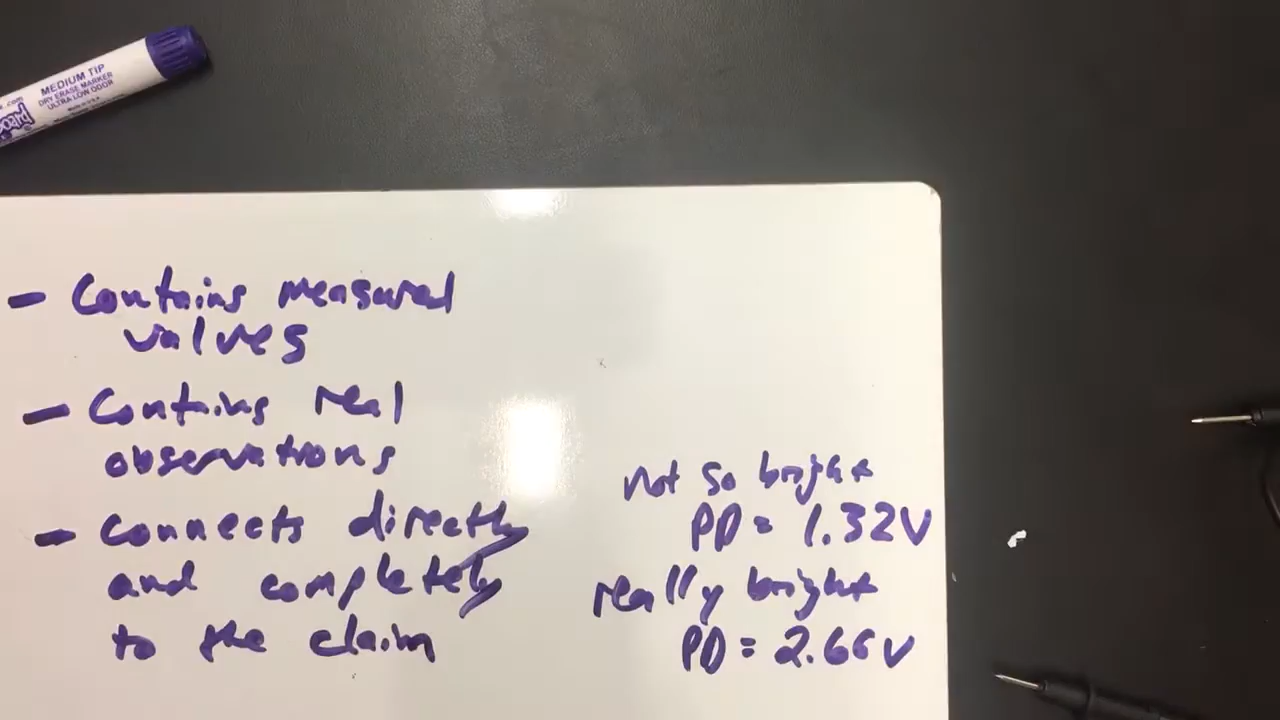 MEDIUM TIP
DRY ERASE MARKER
ULTRA LOW ODOR
- Contains measured
values
- Contains real
observations
- Connects directly
and completely
to the claim
not so bright
PD = 1.32V
really bright
PD = 2.66V